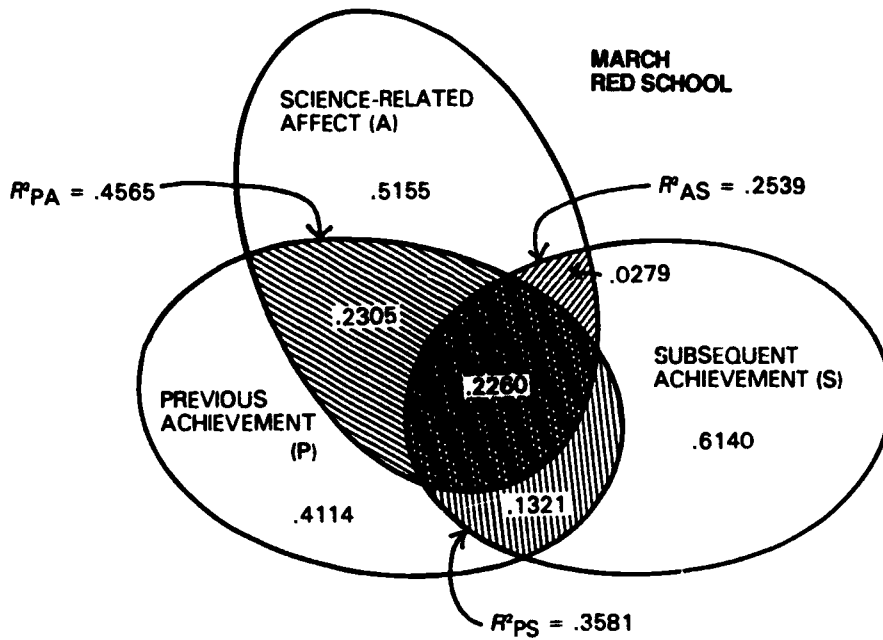 MARCH
RED SCHOOL
SCIENCE-RELATED
AFFECT (A)
R²PA = .4565
.5155
R²AS = .2539
.0279
.2305
.2260
SUBSEQUENT
ACHIEVEMENT (S)
PREVIOUS
ACHIEVEMENT
(P)
.6140
.4114
.1321
R²PS = .3581